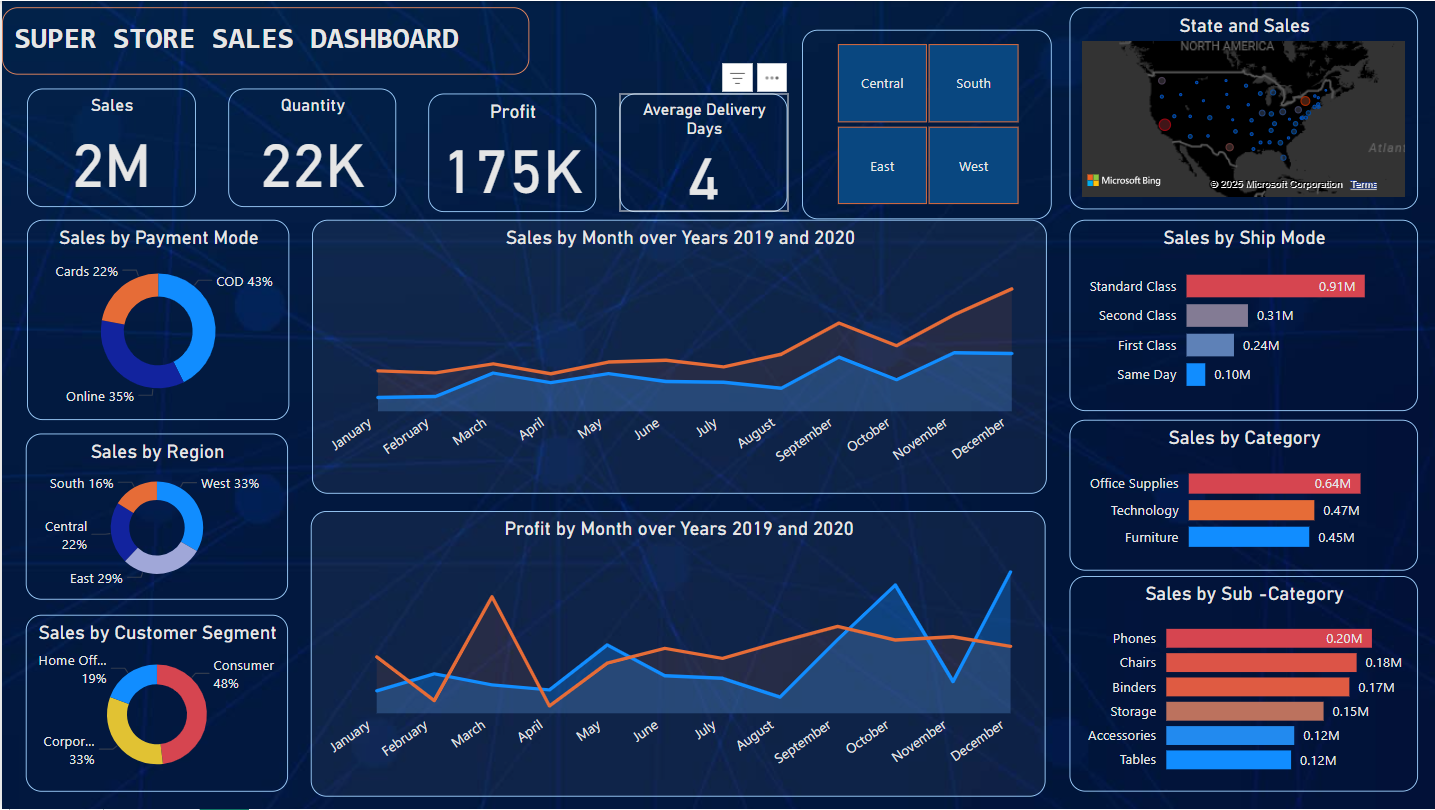 SUPER STORE SALES DASHBOARD
Sales
2M
Quantity
22K
Profit
175K
Average Delivery
Days
4
Central
South
East
West
State and Sales
NORTH AMERICA
Atlant
Microsoft Bing
© 2025 Microsoft Corporation Terms
Sales by Payment Mode
Cards 22%
COD 43%
Online 35%
Sales by Month over Years 2019 and 2020
January
February
March
April
May
June
July
August
September
October
November
December
Sales by Ship Mode
Standard Class 0.91M
Second Class 0.31M
First Class 0.24M
Same Day 0.10M
Sales by Region
South 16%
West 33%
Central
22%
East 29%
Sales by Category
Office Supplies 0.64M
Technology 0.47M
Furniture 0.45M
Profit by Month over Years 2019 and 2020
January
February
March
April
May
June
July
August
September
October
November
December
Sales by Customer Segment
Home Off...
19%
Consumer
48%
Corpor...
33%
Sales by Sub -Category
Phones 0.20M
Chairs 0.18M
Binders 0.17M
Storage 0.15M
Accessories 0.12M
Tables 0.12M